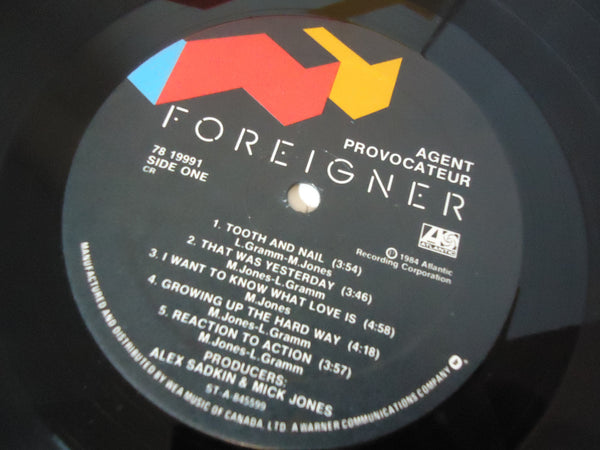 FOREIGNER
AGENT
PROVOCATEUR
78 19991
SIDE ONE
CR
ATLANTIC
℗ 1984 Atlantic
Recording Corporation
1. TOOTH AND NAIL (3:54)
L.Gramm-M.Jones
2. THAT WAS YESTERDAY (3:46)
M.Jones-L.Gramm
3. I WANT TO KNOW WHAT LOVE IS (4:58)
M.Jones
4. GROWING UP THE HARD WAY (4:18)
M.Jones-L.Gramm
5. REACTION TO ACTION (3:57)
M.Jones-L.Gramm
PRODUCERS:
ALEX SADKIN & MICK JONES
ST A 845599
MANUFACTURED AND DISTRIBUTED BY WEA MUSIC OF CANADA, LTD. A WARNER COMMUNICATIONS COMPANY